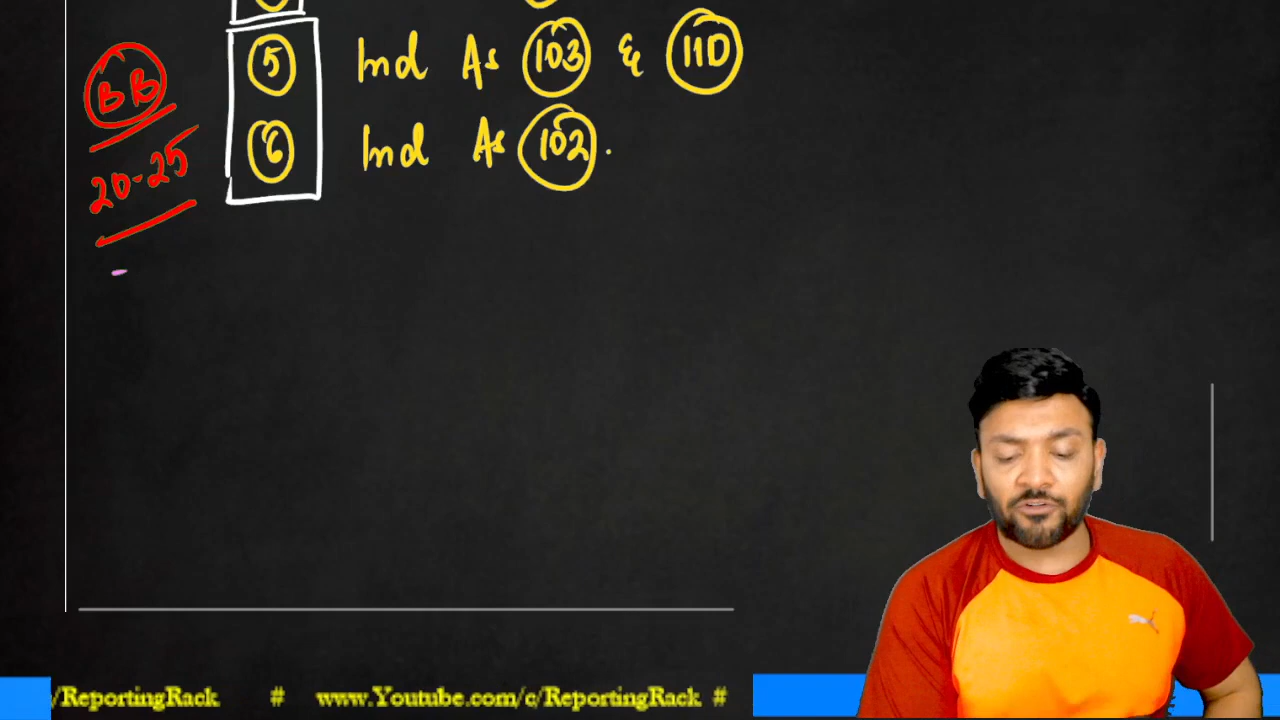 5 Ind As 103 & 110
BB
6 Ind As 102.
20-25
/ReportingRack # www.Youtube.com/c/ReportingRack #